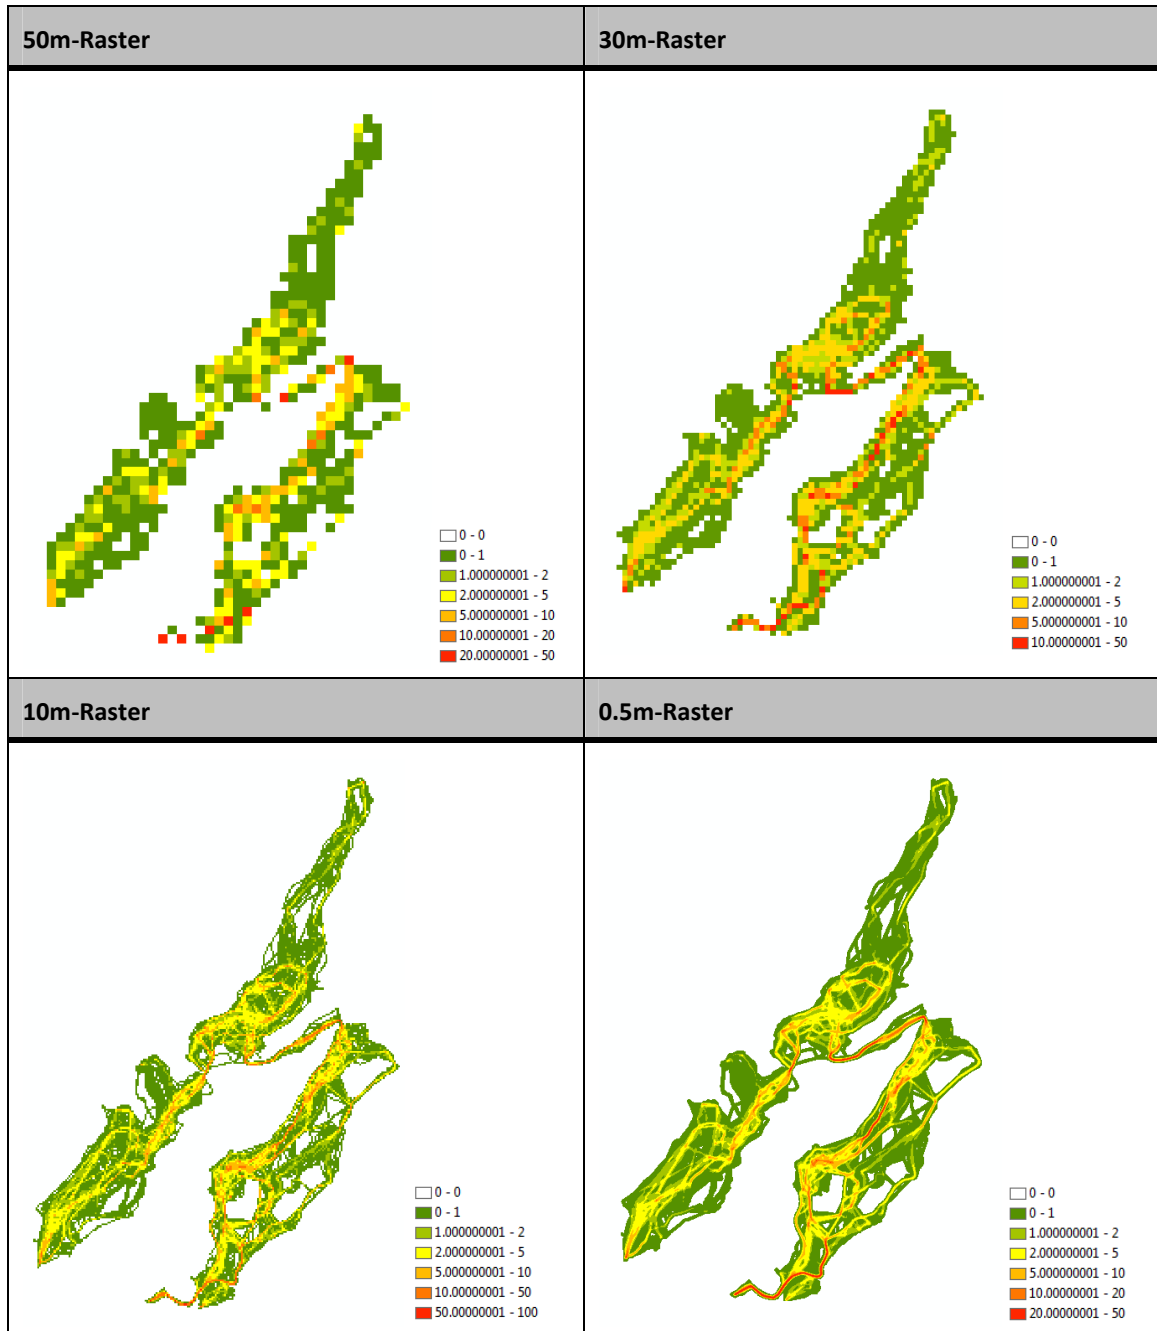 50m-Raster
30m-Raster
0 - 0
0 - 1
1.000000001 - 2
2.000000001 - 5
5.000000001 - 10
10.00000001 - 20
20.00000001 - 50
0 - 0
0 - 1
1.000000001 - 2
2.000000001 - 5
5.000000001 - 10
10.00000001 - 50
10m-Raster
0.5m-Raster
0 - 0
0 - 1
1.000000001 - 2
2.000000001 - 5
5.000000001 - 10
10.00000001 - 50
50.00000001 - 100
0 - 0
0 - 1
1.000000001 - 2
2.000000001 - 5
5.000000001 - 10
10.00000001 - 20
20.00000001 - 50